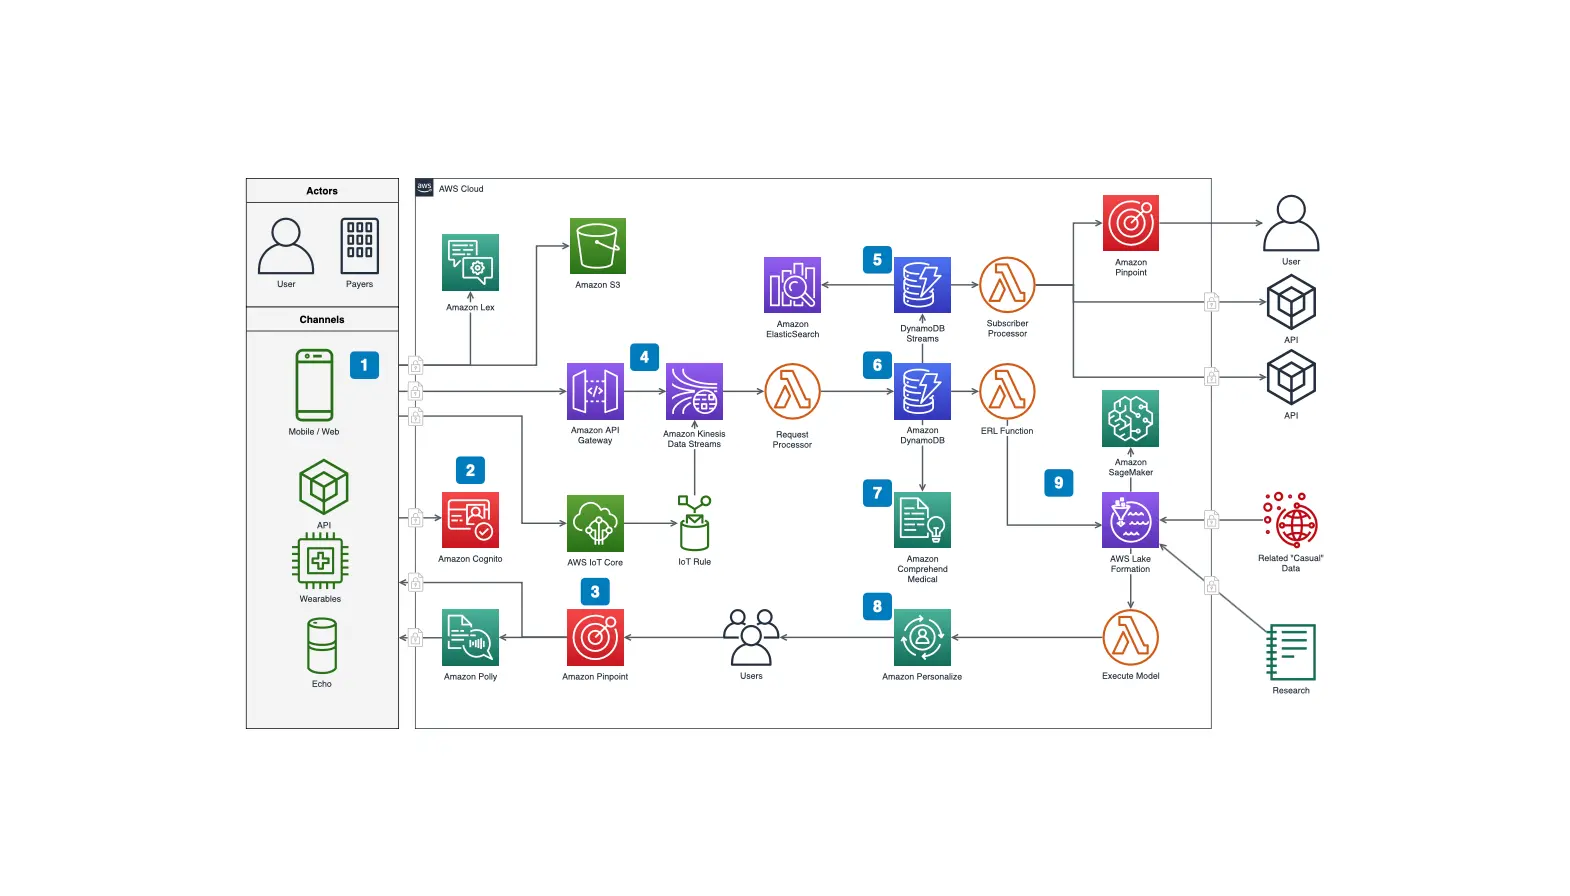 Actors
User
Payers
Channels
1
Mobile / Web
API
Wearables
Echo
aws
AWS Cloud
Amazon Lex
Amazon S3
4
Amazon API
Gateway
Amazon Kinesis
Data Streams
Request
Processor
2
Amazon Cognito
AWS IoT Core
IoT Rule
3
Amazon Polly
Amazon Pinpoint
Users
5
Amazon
ElasticSearch
DynamoDB
Streams
Subscriber
Processor
6
Amazon
DynamoDB
ERL Function
7
Amazon
Comprehend
Medical
8
Amazon Personalize
9
Amazon
Pinpoint
Amazon
SageMaker
AWS Lake
Formation
Execute Model
User
API
API
Related "Casual"
Data
Research